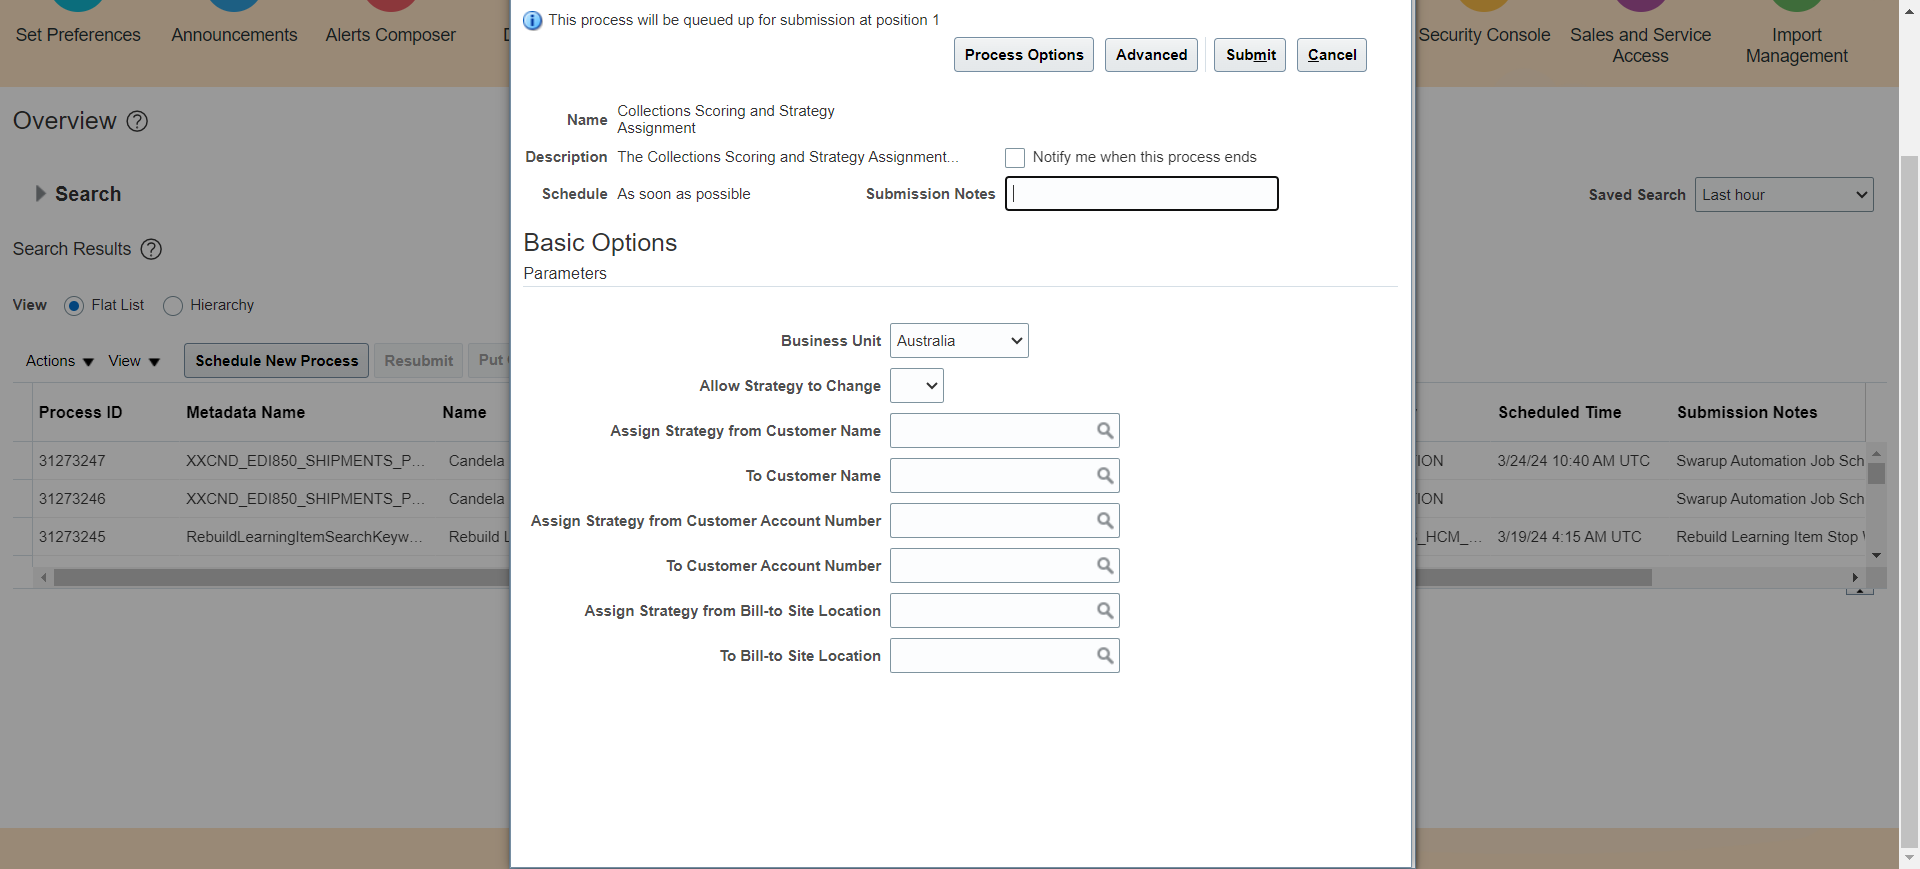 This process will be queued up for submission at position 1
Set Preferences
Announcements
Alerts Composer
Security Console
Sales and Service
Access
Import
Management
Process Options
Advanced
Submit
Cancel
Overview
Name
Collections Scoring and Strategy
Assignment
Description
The Collections Scoring and Strategy Assignment...
Notify me when this process ends
Search
Schedule
As soon as possible
Submission Notes
Saved Search
Last hour
Search Results
Basic Options
Parameters
View
Flat List
Hierarchy
Business Unit
Australia
Actions
View
Schedule New Process
Resubmit
Put
Allow Strategy to Change
Process ID
Metadata Name
Name
Scheduled Time
Submission Notes
Assign Strategy from Customer Name
31273247
XXCND_EDI850_SHIPMENTS_P...
Candela
ION
3/24/24 10:40 AM UTC
Swarup Automation Job Sch
To Customer Name
31273246
XXCND_EDI850_SHIPMENTS_P...
Candela
ION
Swarup Automation Job Sch
Assign Strategy from Customer Account Number
31273245
RebuildLearningItemSearchKeyw...
Rebuild L
_HCM_...
3/19/24 4:15 AM UTC
Rebuild Learning Item Stop
To Customer Account Number
Assign Strategy from Bill-to Site Location
To Bill-to Site Location